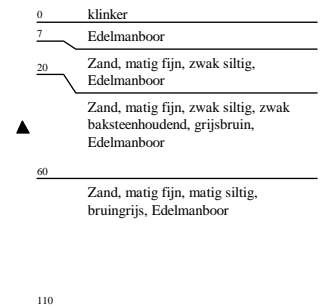 0 klinker
7 Edelmanboor
20 Zand, matig fijn, zwak siltig,
Edelmanboor
Zand, matig fijn, zwak siltig, zwak
baksteenhoudend, grijsbruin,
Edelmanboor
60
Zand, matig fijn, matig siltig,
bruingrijs, Edelmanboor
110